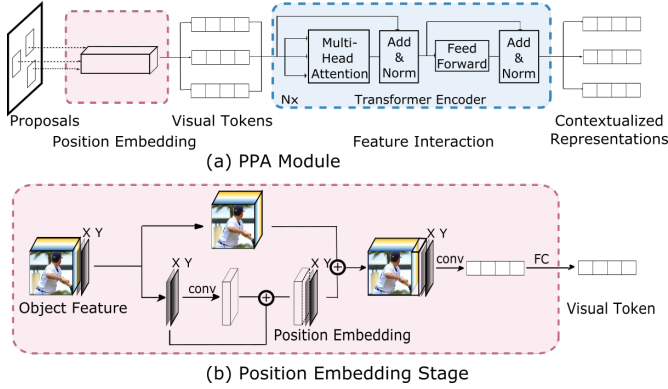 Multi-
Head
Attention
Add
&
Norm
Feed
Forward
Add
&
Norm
Nx
Transformer Encoder
Proposals
Position Embedding
Visual Tokens
Feature Interaction
Contextualized
Representations
(a) PPA Module
X Y
Object Feature
X Y
conv
X Y
Position Embedding
X Y
conv
FC
Visual Token
(b) Position Embedding Stage